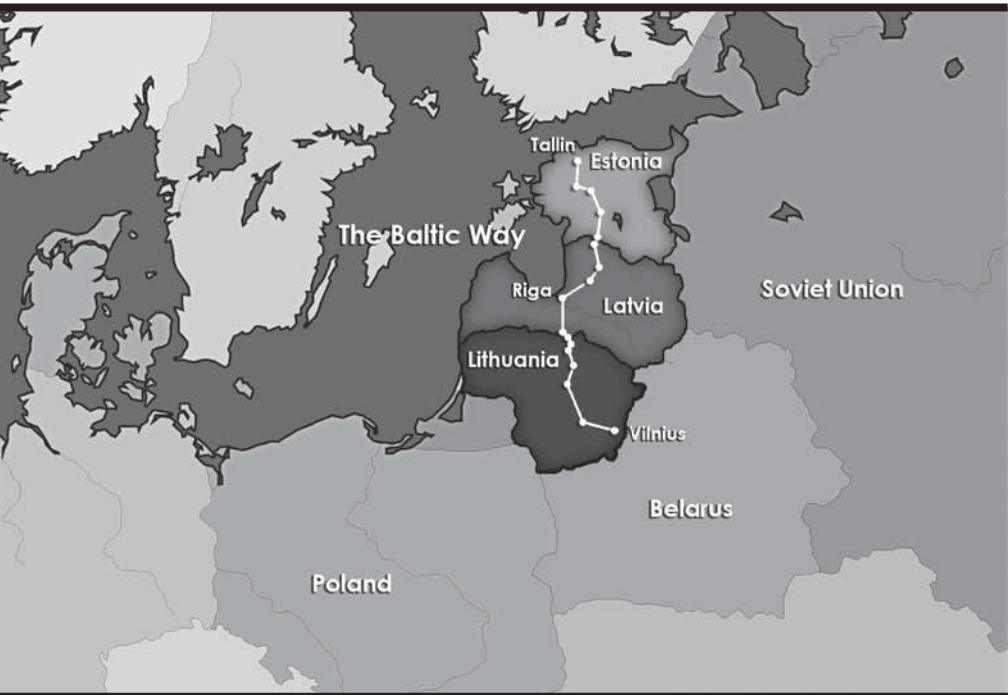 Tallin
Estonia
The Baltic Way
Riga
Latvia
Soviet Union
Lithuania
Vilnius
Belarus
Poland